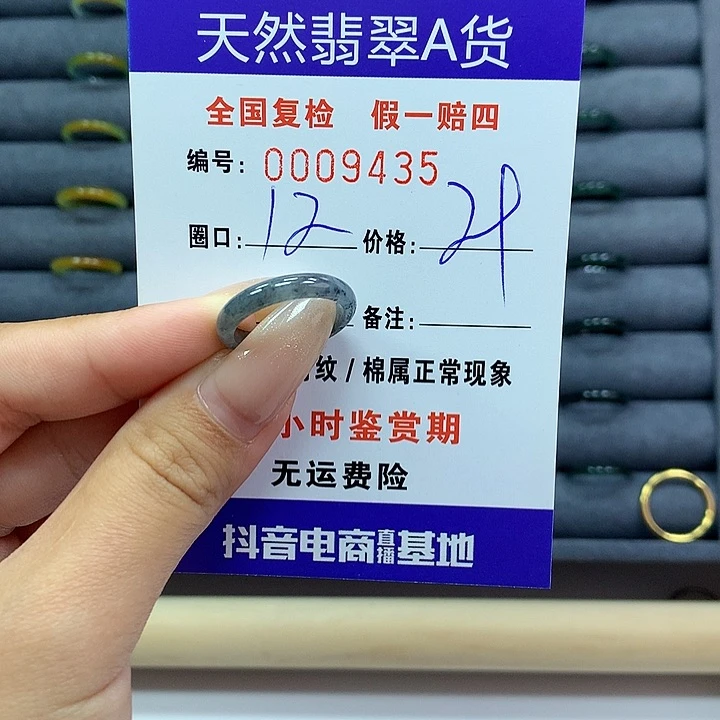 天然翡翠A货
全国复检 假一赔四
编号: 0009435
圈口: 12 价格:
备注:
纹/棉属正常现象
小时鉴赏期
无运费险
抖音电商直播基地